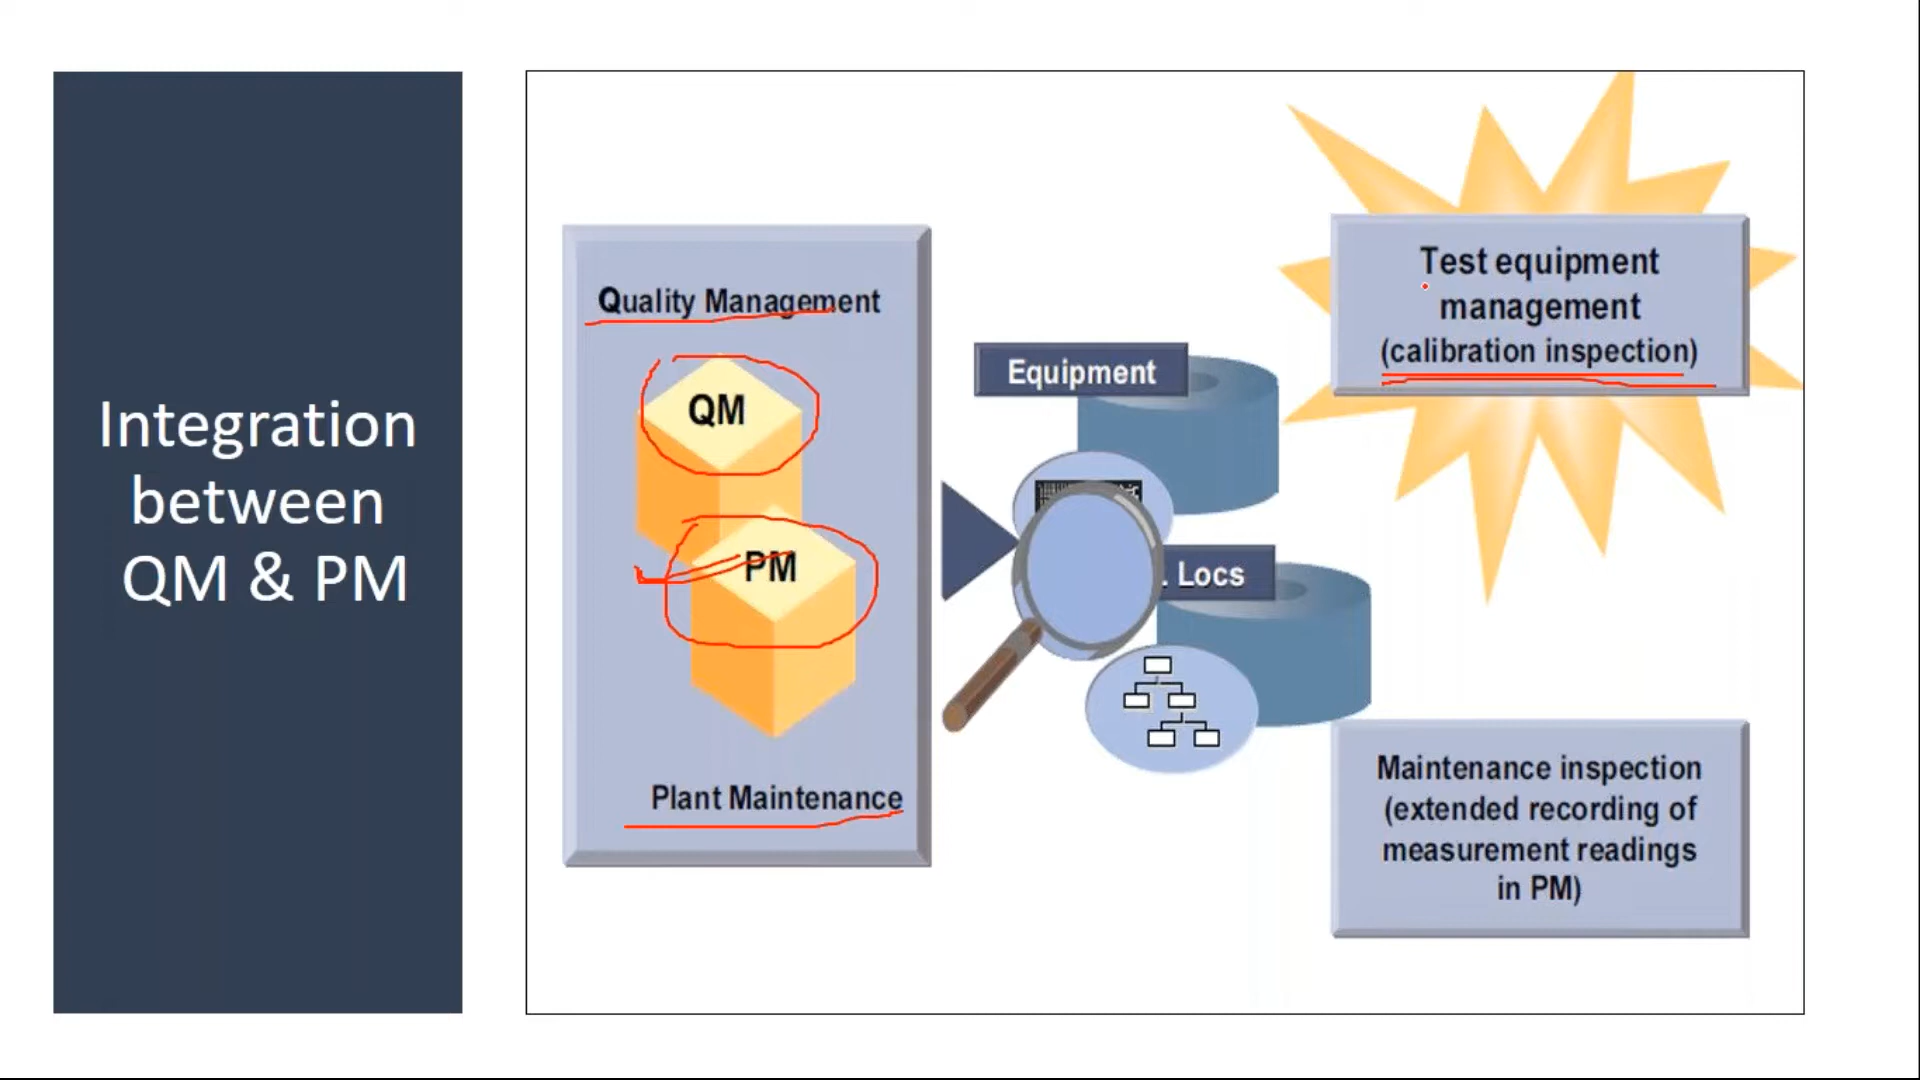 Integration
between
QM & PM
Quality Management
QM
PM
Plant Maintenance
Equipment
. Locs
Test equipment
management
(calibration inspection)
Maintenance inspection
(extended recording of
measurement readings
in PM)